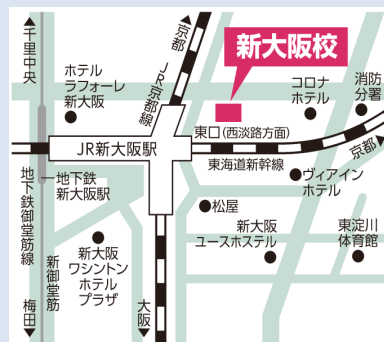 千里中央
京都
新大阪校
ホテル
ラフォーレ
新大阪
JR京都線
コロナ
ホテル
消防
分署
東口(西淡路方面)
JR新大阪駅
東海道新幹線
京都
地下鉄
新大阪駅
ヴィアイン
ホテル
地下鉄御堂筋線
松屋
新大阪
ユースホステル
東淀川
体育館
新大阪
ワシントン
ホテル
プラザ
新御堂筋
梅田
大阪